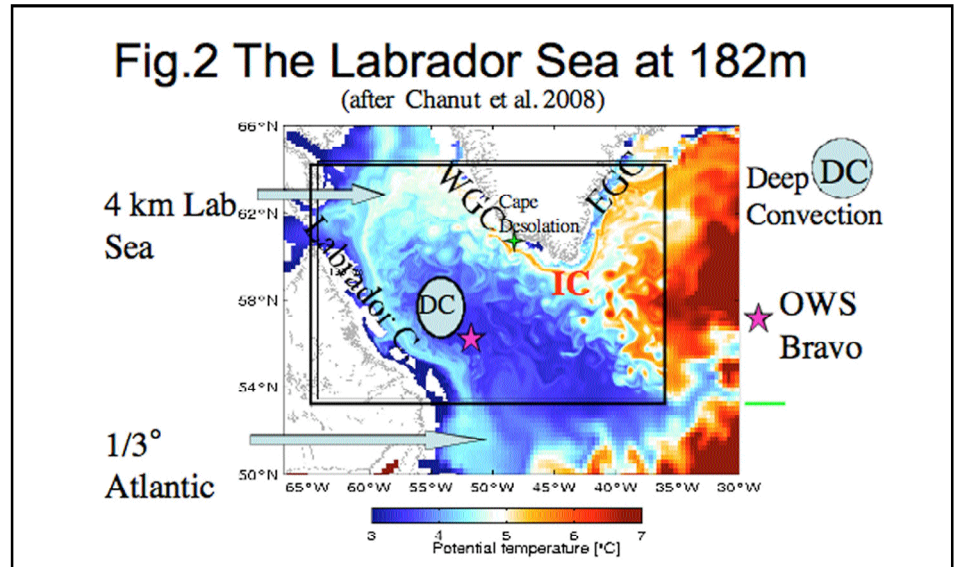 Fig.2 The Labrador Sea at 182m
(after Chanut et al. 2008)
66°N
62°N
58°N
54°N
50°N
65°W 60°W 55°W 50°W 45°W 40°W 35°W 30°W
4 km Lab
Sea
1/3°
Atlantic
WGC
EGC
Cape
Desolation
Labrador C.
IC
DC
Deep DC
Convection
OWS
Bravo
3 4 5 6 7
Potential temperature [°C]